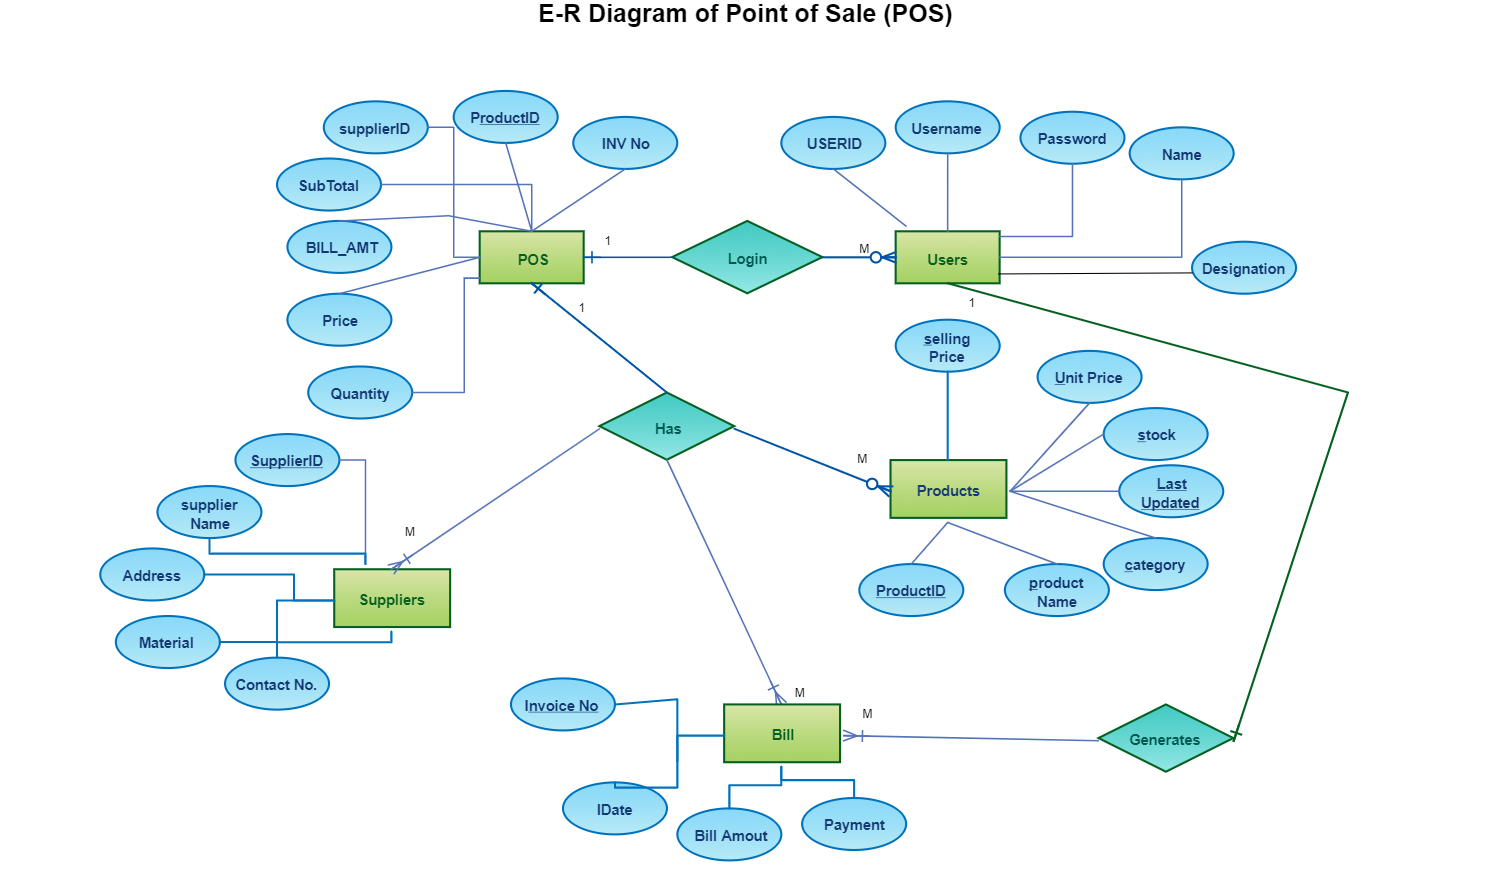 E-R Diagram of Point of Sale (POS)
supplierID
ProductID
INV No
SubTotal
BILL_AMT
Price
Quantity
POS
1
Login
M
USERID
Username
Password
Name
Users
Designation
1
1
selling
Price
Unit Price
stock
Last
Updated
category
Products
M
ProductID
product
Name
Has
SupplierID
supplier
Name
Address
Material
Contact No.
Suppliers
M
Invoice No
IDate
Bill Amout
Payment
Bill
M
M
Generates